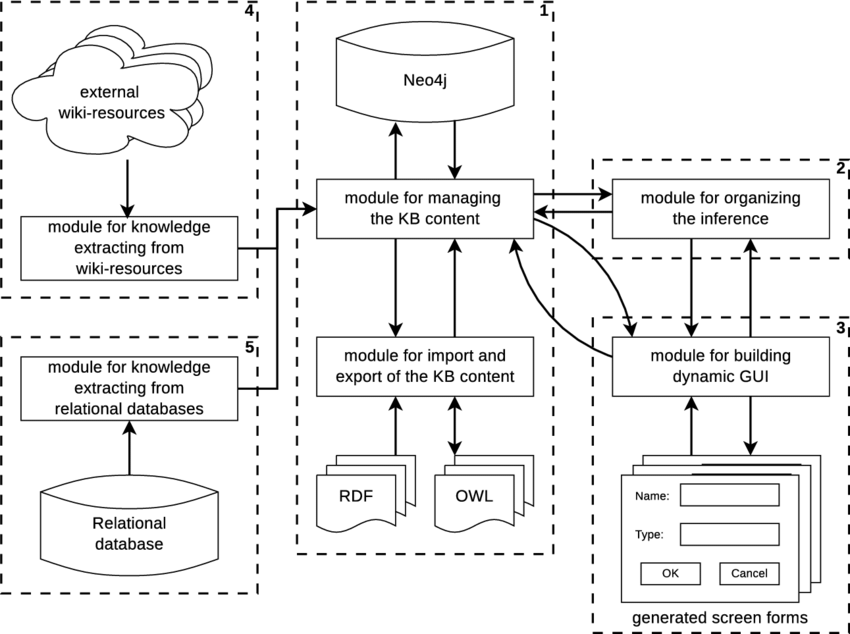 4
external
wiki-resources
module for knowledge
extracting from
wiki-resources
5
module for knowledge
extracting from
relational databases
Relational
database
1
Neo4j
module for managing
the KB content
module for import and
export of the KB content
RDF
OWL
2
module for organizing
the inference
3
module for building
dynamic GUI
Name:
Type:
OK
Cancel
generated screen forms